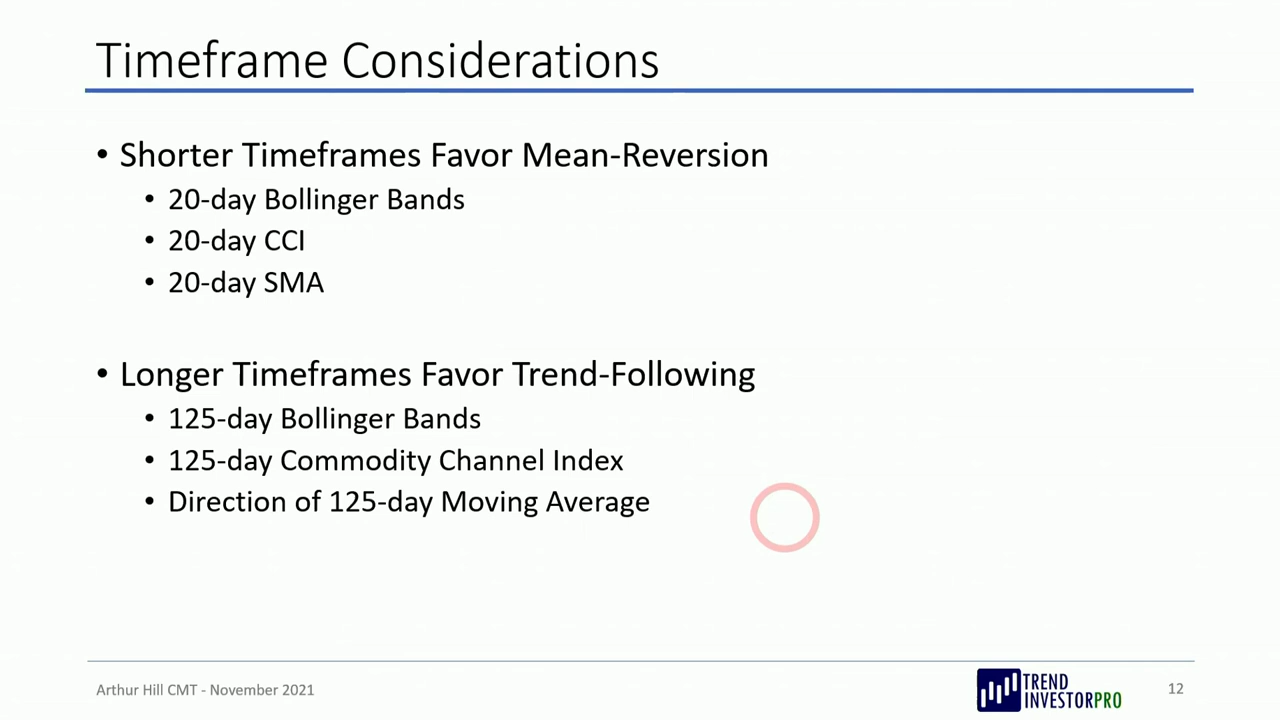 Timeframe Considerations
• Shorter Timeframes Favor Mean-Reversion
• 20-day Bollinger Bands
• 20-day CCI
• 20-day SMA
• Longer Timeframes Favor Trend-Following
• 125-day Bollinger Bands
• 125-day Commodity Channel Index
• Direction of 125-day Moving Average
Arthur Hill CMT - November 2021
TREND
INVESTORPRO
12